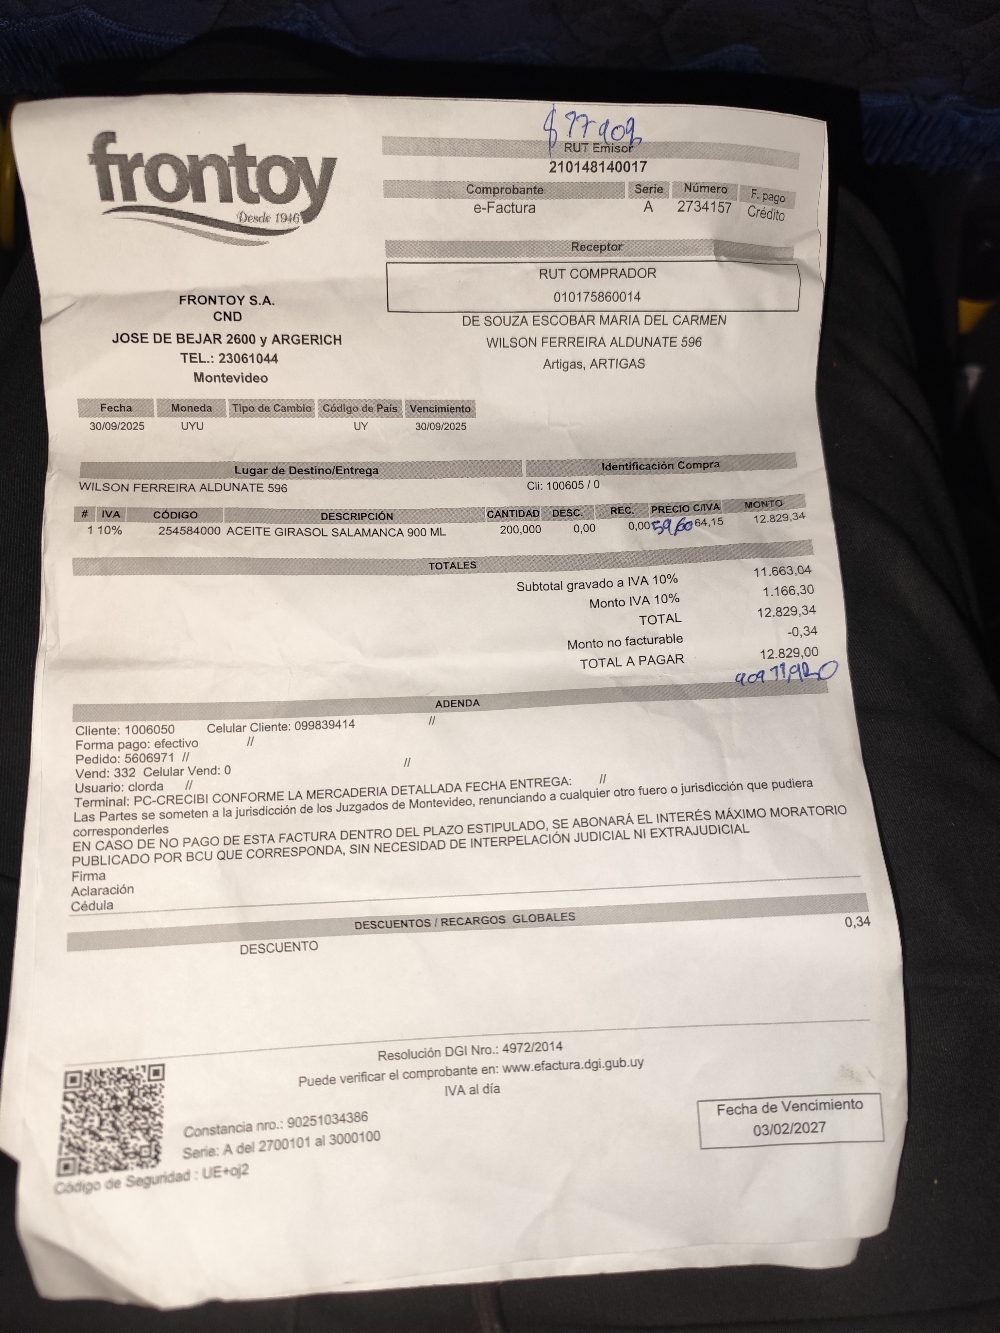 $ 77 909
frontoy
Desde 1946
RUT Emisor
210148140017
Comprobante Serie Número F. pago
e-Factura A 2734157 Crédito
Receptor
RUT COMPRADOR
010175860014
DE SOUZA ESCOBAR MARIA DEL CARMEN
WILSON FERREIRA ALDUNATE 596
Artigas, ARTIGAS
FRONTOY S.A.
CND
JOSE DE BEJAR 2600 y ARGERICH
TEL.: 23061044
Montevideo
Fecha Moneda Tipo de Cambio Código de País Vencimiento
30/09/2025 UYU UY 30/09/2025
Lugar de Destino/Entrega Identificación Compra
WILSON FERREIRA ALDUNATE 596 Cli: 100605 / 0
# IVA CÓDIGO DESCRIPCIÓN CANTIDAD DESC. REC. PRECIO C/IVA MONTO
1 10% 254584000 ACEITE GIRASOL SALAMANCA 900 ML 200,000 0,00 0,00 59,60 64,15 12.829,34
TOTALES
Subtotal gravado a IVA 10% 11.663,04
Monto IVA 10% 1.166,30
TOTAL 12.829,34
Monto no facturable -0,34
TOTAL A PAGAR 12.829,00
ADENDA
Cliente: 1006050 Celular Cliente: 099839414 //
Forma pago: efectivo //
Pedido: 5606971 //
Vend: 332 Celular Vend: 0 //
Usuario: clorda //
Terminal: PC-CRECIBI CONFORME LA MERCADERIA DETALLADA FECHA ENTREGA: //
Las Partes se someten a la jurisdicción de los Juzgados de Montevideo, renunciando a cualquier otro fuero o jurisdicción que pudiera
corresponderles
EN CASO DE NO PAGO DE ESTA FACTURA DENTRO DEL PLAZO ESTIPULADO, SE ABONARÁ EL INTERÉS MÁXIMO MORATORIO
PUBLICADO POR BCU QUE CORRESPONDA, SIN NECESIDAD DE INTERPELACIÓN JUDICIAL NI EXTRAJUDICIAL
Firma
Aclaración
Cédula
DESCUENTOS / RECARGOS GLOBALES
DESCUENTO 0,34
Resolución DGI Nro.: 4972/2014
Puede verificar el comprobante en: www.efactura.dgi.gub.uy
IVA al día
Constancia nro.: 90251034386
Serie: A del 2700101 al 3000100
Código de Seguridad : UE+oj2
Fecha de Vencimiento
03/02/2027